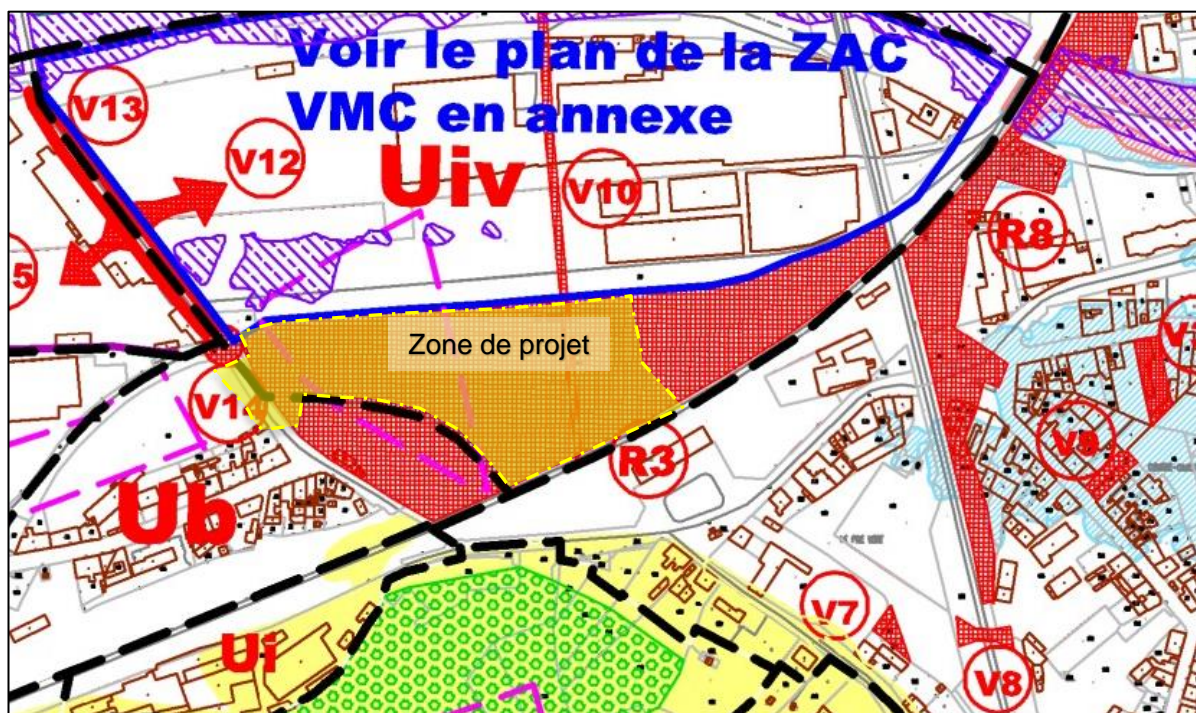 Voir le plan de la ZAC
VMC en annexe
V13
V12
Uiv
V10
5
R8
Zone de projet
V9
R3
Ub
V7
Ui
V8